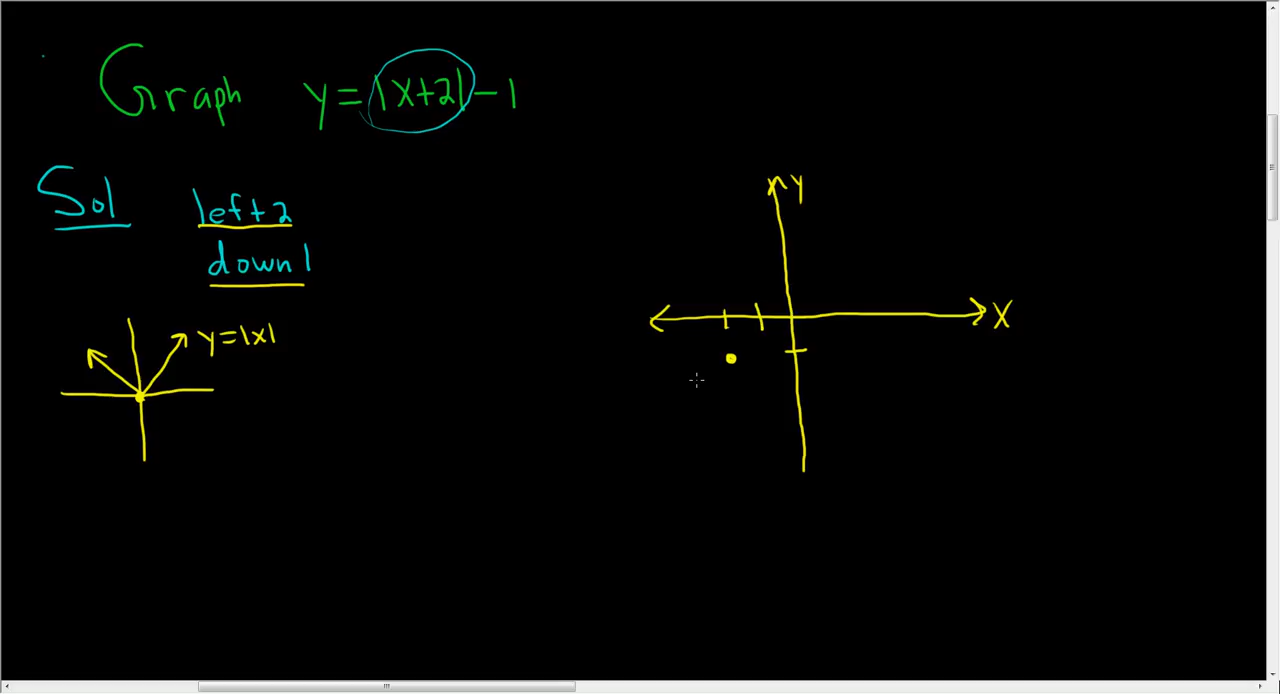 Graph y=|x+2|-1
Sol left 2
down 1
y=|x|
y
x